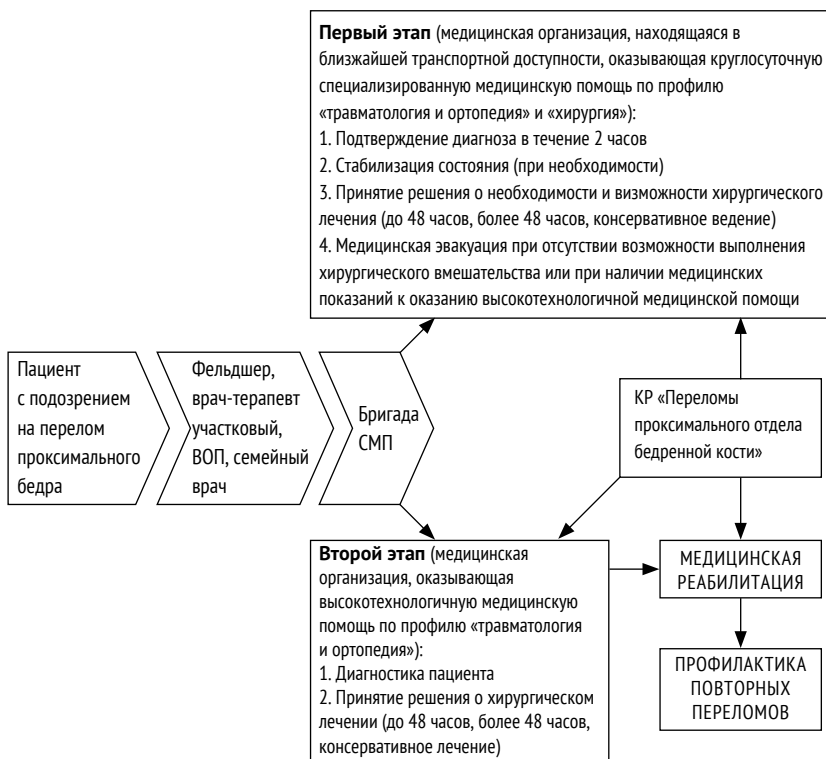 Первый этап (медицинская организация, находящаяся в
ближайшей транспортной доступности, оказывающая круглосуточную
специализированную медицинскую помощь по профилю
«травматология и ортопедия» и «хирургия»):
1. Подтверждение диагноза в течение 2 часов
2. Стабилизация состояния (при необходимости)
3. Принятие решения о необходимости и визможности хирургического
лечения (до 48 часов, более 48 часов, консервативное ведение)
4. Медицинская эвакуация при отсутствии возможности выполнения
хирургического вмешательства или при наличии медицинских
показаний к оказанию высокотехнологичной медицинской помощи
Пациент
с подозрением
на перелом
проксимального
бедра
Фельдшер,
врач-терапевт
участковый,
ВОП, семейный
врач
Бригада
СМП
КР «Переломы
проксимального отдела
бедренной кости»
Второй этап (медицинская
организация, оказывающая
высокотехнологичную медицинскую
помощь по профилю «травматология
и ортопедия»):
1. Диагностика пациента
2. Принятие решения о хирургическом
лечении (до 48 часов, более 48 часов,
консервативное лечение)
МЕДИЦИНСКАЯ
РЕАБИЛИТАЦИЯ
ПРОФИЛАКТИКА
ПОВТОРНЫХ
ПЕРЕЛОМОВ